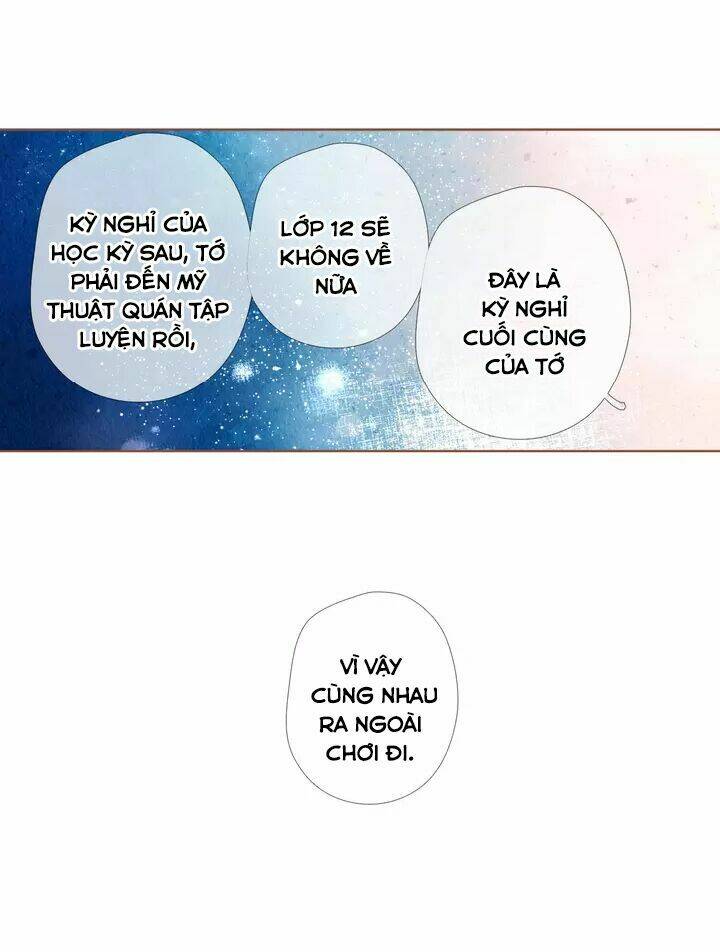 KỲ NGHỈ CỦA
HỌC KỲ SAU, TỚ
PHẢI ĐẾN MỸ
THUẬT QUÁN TẬP
LUYỆN RỒI,
LỚP 12 SẼ
KHÔNG VỀ
NỮA
ĐÂY LÀ
KỲ NGHỈ
CUỐI CÙNG
CỦA TỚ
VÌ VẬY
CÙNG NHAU
RA NGOÀI
CHƠI ĐI.